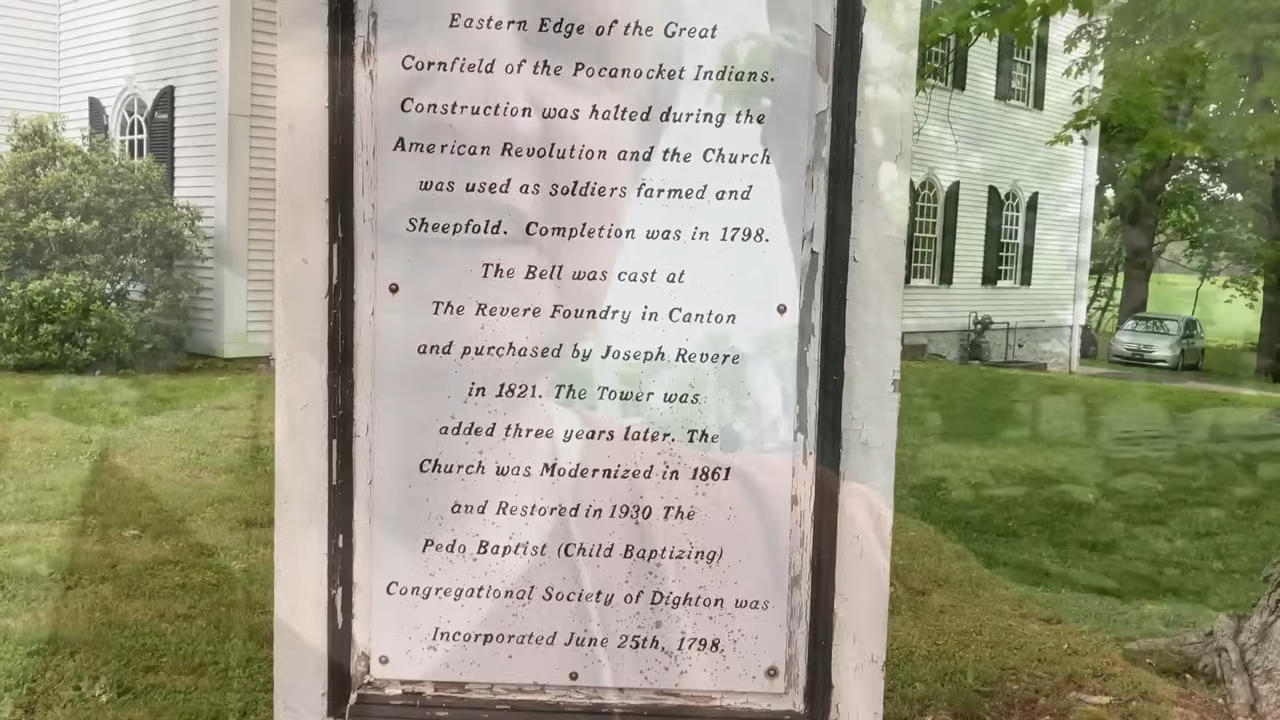 Eastern Edge of the Great
Cornfield of the Pocanocket Indians.
Construction was halted during the
American Revolution and the Church
was used as soldiers farmed and
Sheepfold. Completion was in 1798.
The Bell was cast at
The Revere Foundry in Canton
and purchased by Joseph Revere
in 1821. The Tower was
added three years later. The
Church was Modernized in 1861
and Restored in 1930 The
Pedo Baptist (Child Baptizing)
Congregational Society of Dighton was
Incorporated June 25th, 1798.